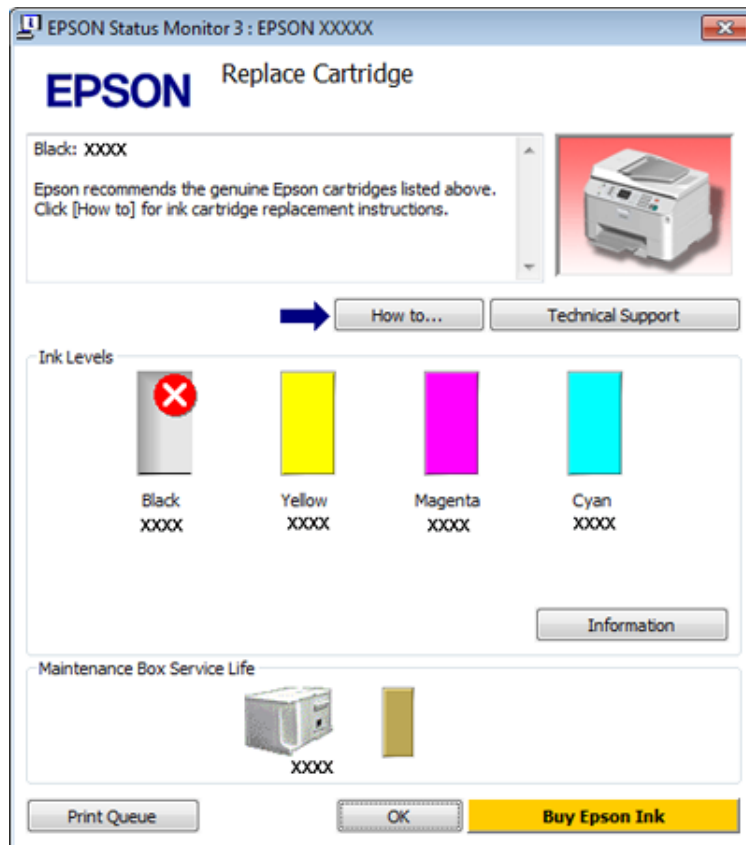 EPSON Status Monitor 3 : EPSON XXXXX
EPSON
Replace Cartridge
Black: XXXX
Epson recommends the genuine Epson cartridges listed above.
Click [How to] for ink cartridge replacement instructions.
How to...
Technical Support
Ink Levels
Black
Yellow
Magenta
Cyan
XXXX
XXXX
XXXX
XXXX
Information
Maintenance Box Service Life
XXXX
Print Queue
OK
Buy Epson Ink